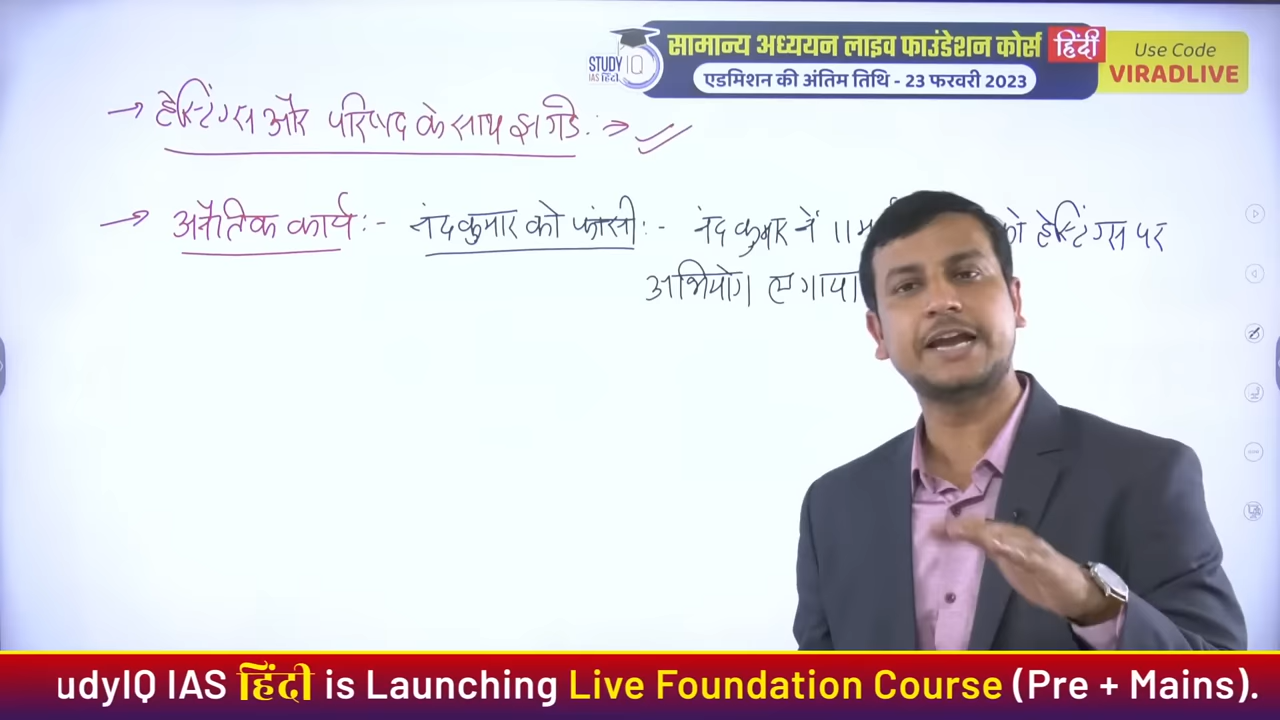 STUDY IQ
IAS हिंदी
सामान्य अध्ययन लाइव फाउंडेशन कोर्स हिंदी
एडमिशन की अंतिम तिथि - 23 फरवरी 2023
Use Code
VIRADLIVE
→ हेस्टिंग्स और परिषद के साथ झगडे :→
→ अनैतिक कार्य :- नंदकुमार को फांसी :- नंद कुमार नें 11 को हेस्टिंग्स पर
अभियोग लगाया
udyIQ IAS हिंदी is Launching Live Foundation Course (Pre + Mains).